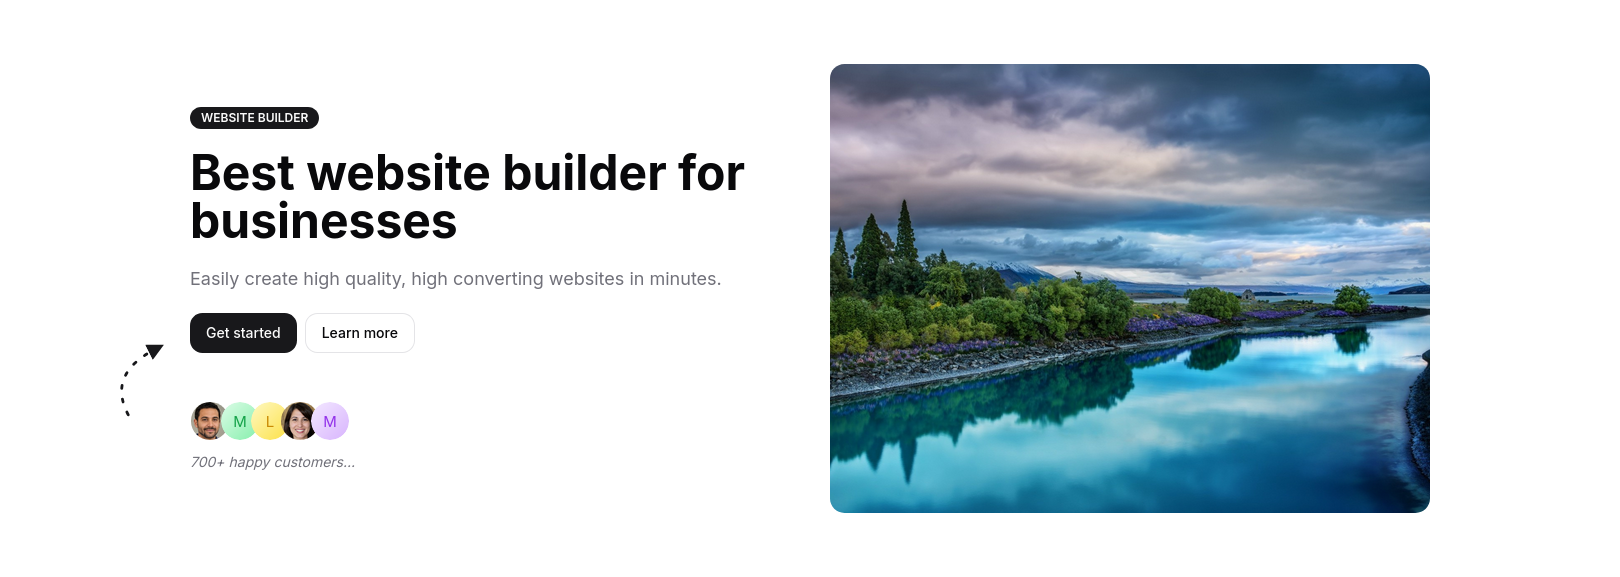 WEBSITE BUILDER
Best website builder for
businesses
Easily create high quality, high converting websites in minutes.
Get started
Learn more
M
L
M
700+ happy customers...